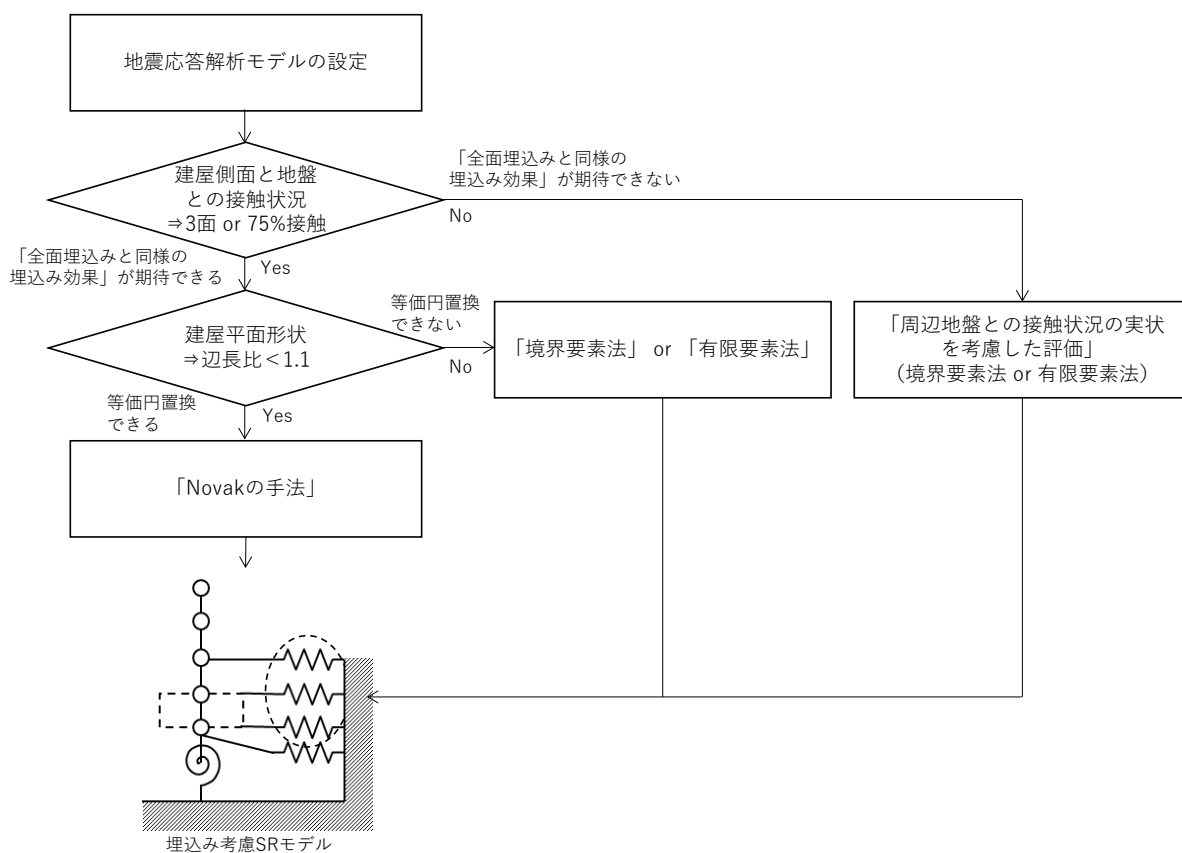 地震応答解析モデルの設定
建屋側面と地盤
との接触状況
⇒3面 or 75%接触
「全面埋込みと同様の
埋込み効果」が期待できない
No
「全面埋込みと同様の
埋込み効果」が期待できる
Yes
建屋平面形状
⇒辺長比＜1.1
等価円置換
できない
No
「境界要素法」 or 「有限要素法」
「周辺地盤との接触状況の実状
を考慮した評価」
（境界要素法 or 有限要素法）
等価円置換
できる
Yes
「Novakの手法」
埋込み考慮SRモデル